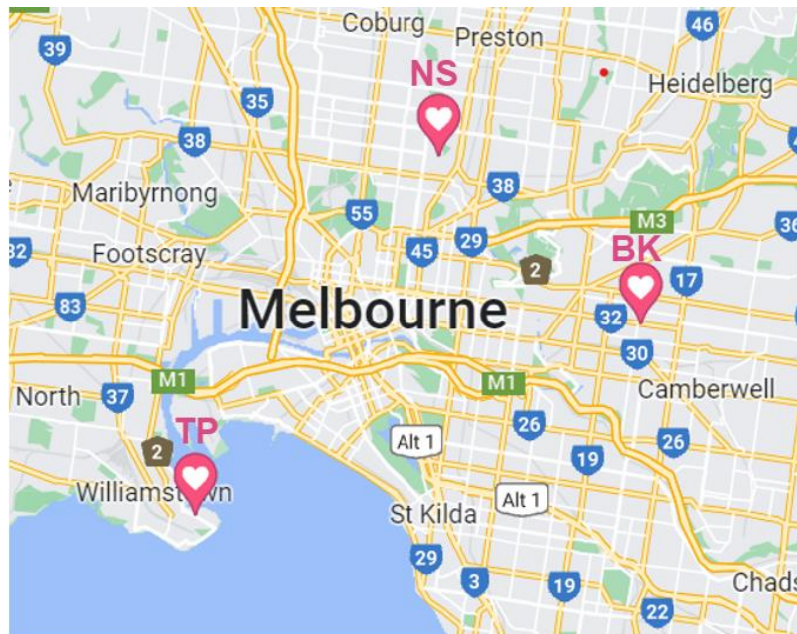 Coburg
Preston
46
39
NS
Heidelberg
35
38
Maribyrnong
38
55
M3
36
Footscray
45
29
BK
32
2
17
83
Melbourne
32
30
M1
M1
North
37
Camberwell
TP
26
Alt 1
26
2
19
Williamstown
Alt 1
St Kilda
29
3
19
Chads
22